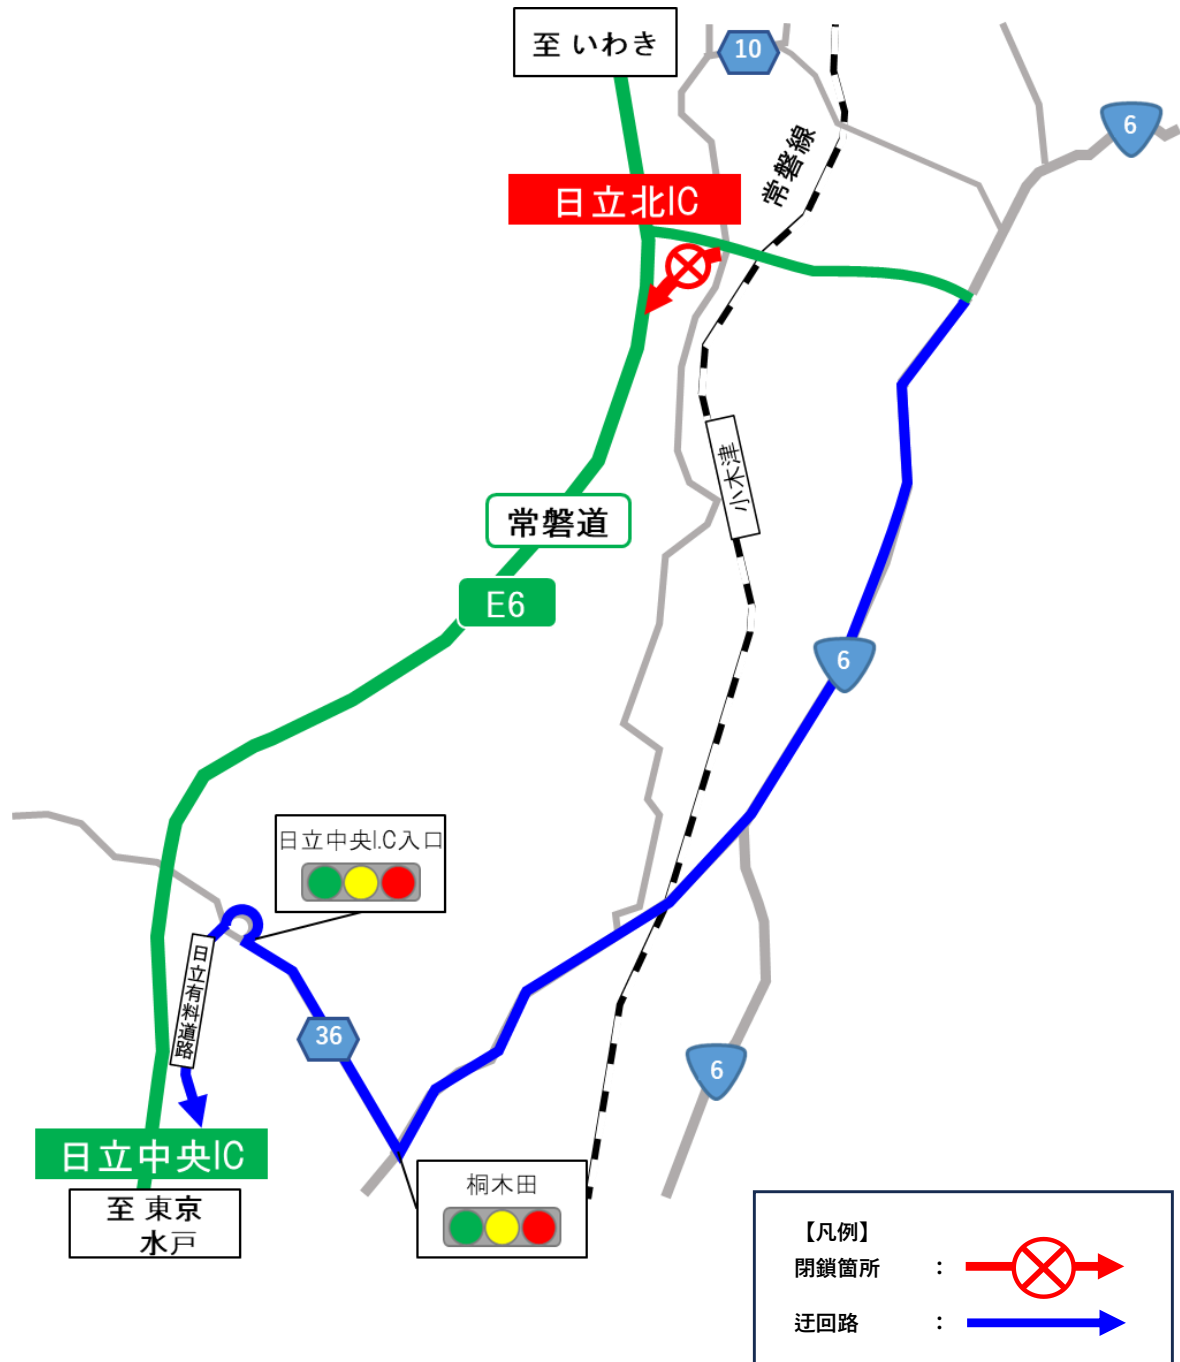 至 いわき
10
6
常磐線
日立北IC
小木津
常磐道
E6
6
日立中央I.C入口
日立有料道路
36
6
日立中央IC
桐木田
至 東京
水戸
【凡例】
閉鎖箇所 :
迂回路 :